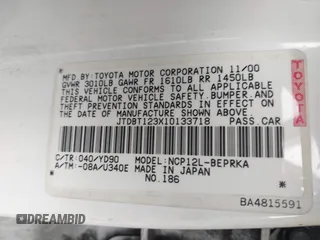 MFD. BY: TOYOTA MOTOR CORPORATION 11/00
GVWR 3010LB GAWR FR 1610LB RR 1450LB
THIS VEHICLE CONFORMS TO ALL APPLICABLE
FEDERAL MOTOR VEHICLE SAFETY, BUMPER, AND
THEFT PREVENTION STANDARDS IN EFFECT ON
THE DATE OF MANUFACTURE SHOWN ABOVE.
JTDBT123X10133718 PASS. CAR
C/TR: 040/YD90 MODEL: NCP12L-BEPRKA
A/TM: -08A/U340E MADE IN JAPAN
NO.186
BA4815591
TOYOTA
© BIDFAX